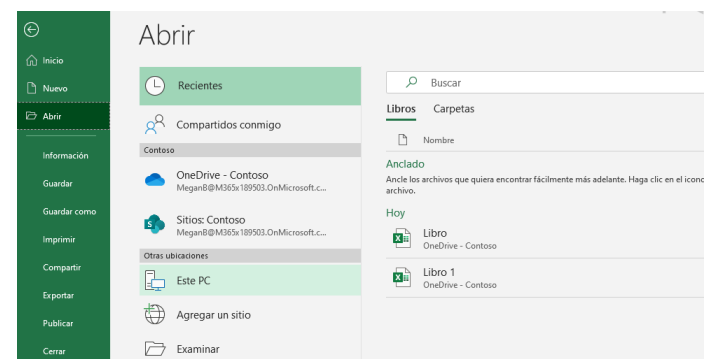 Abrir
Inicio
Nuevo
Abrir
Información
Guardar
Guardar como
Imprimir
Compartir
Exportar
Publicar
Cerrar
Recientes
Compartidos conmigo
Contoso
OneDrive - Contoso
MeganB@M365x189503.OnMicrosoft.c...
S
Sitios: Contoso
MeganB@M365x189503.OnMicrosoft.c...
Otras ubicaciones
Este PC
Agregar un sitio
Examinar
Buscar
Libros Carpetas
Nombre
Anclado
Ancle los archivos que quiera encontrar fácilmente más adelante. Haga clic en el icono
archivo.
Hoy
X
Libro
OneDrive - Contoso
X
Libro 1
OneDrive - Contoso